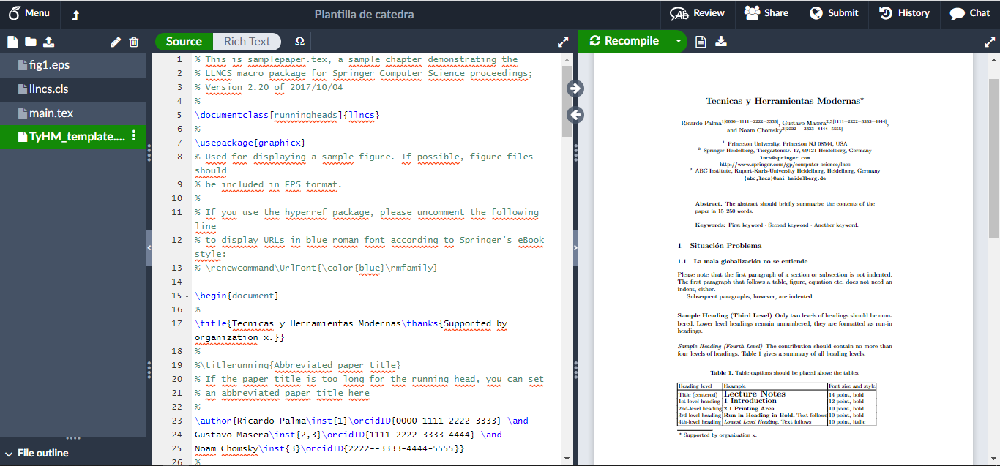 Menu
Plantilla de catedra
Review
Share
Submit
History
Chat
Source
Rich Text
Ω
Recompile
fig1.eps
llncs.cls
main.tex
TyHM_template....
File outline
1 % This is samplepaper.tex, a sample chapter demonstrating the
2 % LLNCS macro package for Springer Computer Science proceedings;
3 % Version 2.20 of 2017/10/04
4 %
5 \documentclass[runningheads]{llncs}
6 %
7 \usepackage{graphicx}
8 % Used for displaying a sample figure. If possible, figure files
should
9 % be included in EPS format.
10 %
11 % If you use the hyperref package, please uncomment the following
line
12 % to display URLs in blue roman font according to Springer's eBook
style:
13 % \renewcommand\UrlFont{\color{blue}\rmfamily}
14
15 \begin{document}
16 %
17 \title{Tecnicas y Herramientas Modernas\thanks{Supported by
organization x.}}
18 %
19 %\titlerunning{Abbreviated paper title}
20 % If the paper title is too long for the running head, you can set
21 % an abbreviated paper title here
22 %
23 \author{Ricardo Palma\inst{1}\orcidID{0000-1111-2222-3333} \and
24 Gustavo Masera\inst{2,3}\orcidID{1111-2222-3333-4444} \and
25 Noam Chomsky\inst{3}\orcidID{2222--3333-4444-5555}}
26 %
Tecnicas y Herramientas Modernas*
Ricardo Palma1[0000−1111−2222−3333], Gustavo Masera2,3[1111−2222−3333−4444],
and Noam Chomsky3[2222−−3333−4444−5555]
1 Princeton University, Princeton NJ 08544, USA
2 Springer Heidelberg, Tiergartenstr. 17, 69121 Heidelberg, Germany
lncs@springer.com
http://www.springer.com/gp/computer-science/lncs
3 ABC Institute, Rupert-Karls-University Heidelberg, Heidelberg, Germany
{abc,lncs}@uni-heidelberg.de
Abstract. The abstract should briefly summarize the contents of the
paper in 15–250 words.
Keywords: First keyword · Second keyword · Another keyword.
1 Situación Problema
1.1 La mala globalización no se entiende
Please note that the first paragraph of a section or subsection is not indented.
The first paragraph that follows a table, figure, equation etc. does not need an
indent, either.
Subsequent paragraphs, however, are indented.
Sample Heading (Third Level) Only two levels of headings should be num-
bered. Lower level headings remain unnumbered; they are formatted as run-in
headings.
Sample Heading (Fourth Level) The contribution should contain no more than
four levels of headings. Table 1 gives a summary of all heading levels.
Table 1. Table captions should be placed above the tables.
Heading level Example Font size and style
Title (centered) Lecture Notes 14 point, bold
1st-level heading 1 Introduction 12 point, bold
2nd-level heading 2.1 Printing Area 10 point, bold
3rd-level heading Run-in Heading in Bold. Text follows 10 point, bold
4th-level heading Lowest Level Heading. Text follows 10 point, italic
* Supported by organization x.